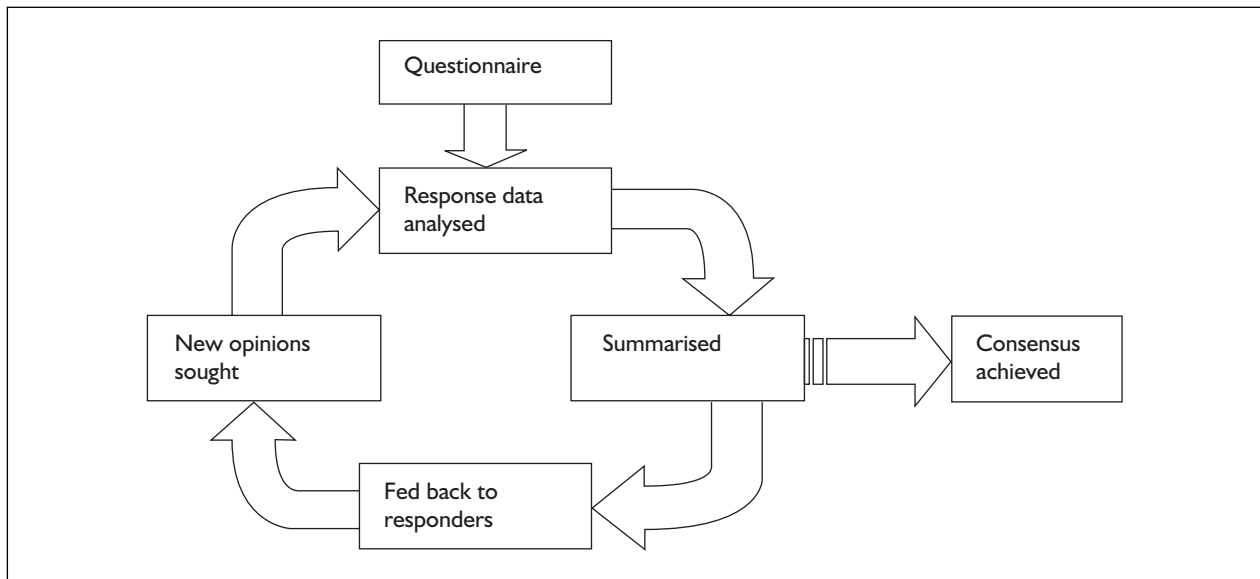 Questionnaire
Response data
analysed
New opinions
sought
Summarised
Consensus
achieved
Fed back to
responders